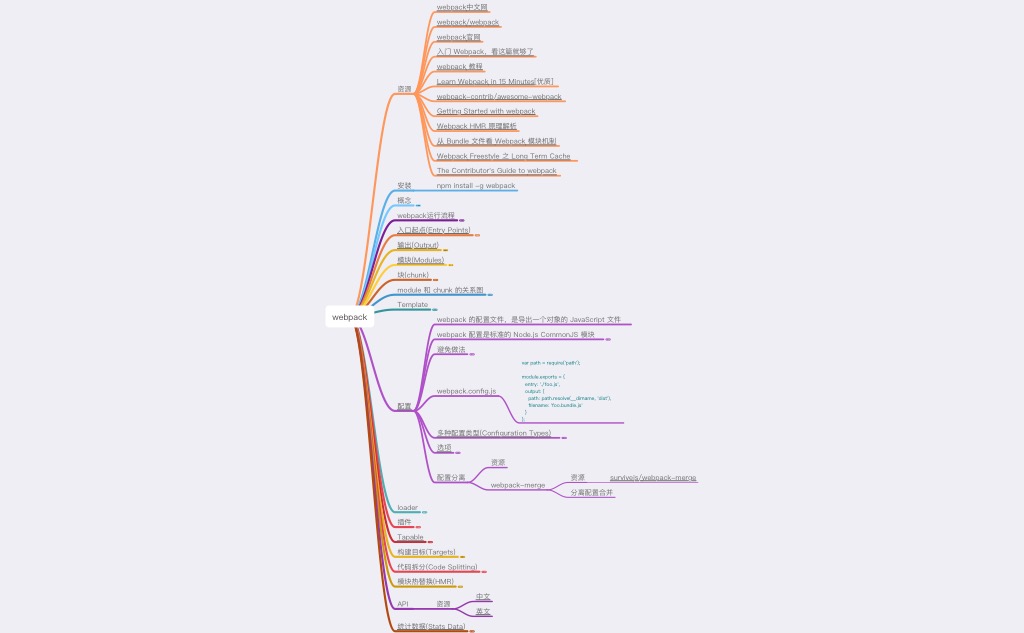 webpack中文网
webpack/webpack
webpack官网
入门 Webpack，看这篇就够了
webpack 教程
资源
Learn Webpack in 15 Minutes[优质]
webpack-contrib/awesome-webpack
Getting Started with webpack
Webpack HMR 原理解析
从 Bundle 文件看 Webpack 模块机制
Webpack Freestyle 之 Long Term Cache
The Contributor's Guide to webpack
安装
npm install -g webpack
概念
webpack运行流程
入口起点(Entry Points)
输出(Output)
模块(Modules)
块(chunk)
module 和 chunk 的关系图
Template
webpack
webpack 的配置文件，是导出一个对象的 JavaScript 文件
webpack 配置是标准的 Node.js CommonJS 模块
避免做法
配置
webpack.config.js
var path = require('path');
module.exports = {
entry: './foo.js',
output: {
path: path.resolve(__dirname, 'dist'),
filename: 'foo.bundle.js'
}
};
多种配置类型(Configuration Types)
选项
配置分离
资源
webpack-merge
资源
survivejs/webpack-merge
分离配置合并
loader
插件
Tapable
构建目标(Targets)
代码拆分(Code Splitting)
模块热替换(HMR)
API
资源
中文
英文
统计数据(Stats Data)